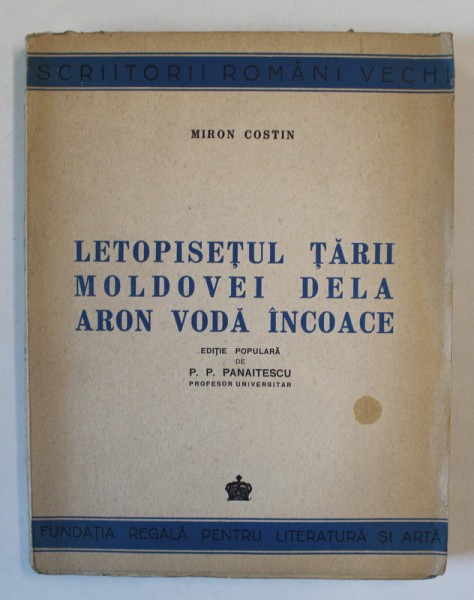 SCRIITORII ROMÂNI VECHI
MIRON COSTIN
LETOPISEȚUL ȚĂRII
MOLDOVEI DELA
ARON VODĂ ÎNCOACE
EDIȚIE POPULARĂ
DE
P. P. PANAITESCU
PROFESOR UNIVERSITAR
FUNDAȚIA REGALĂ PENTRU LITERATURĂ ȘI ARTĂ